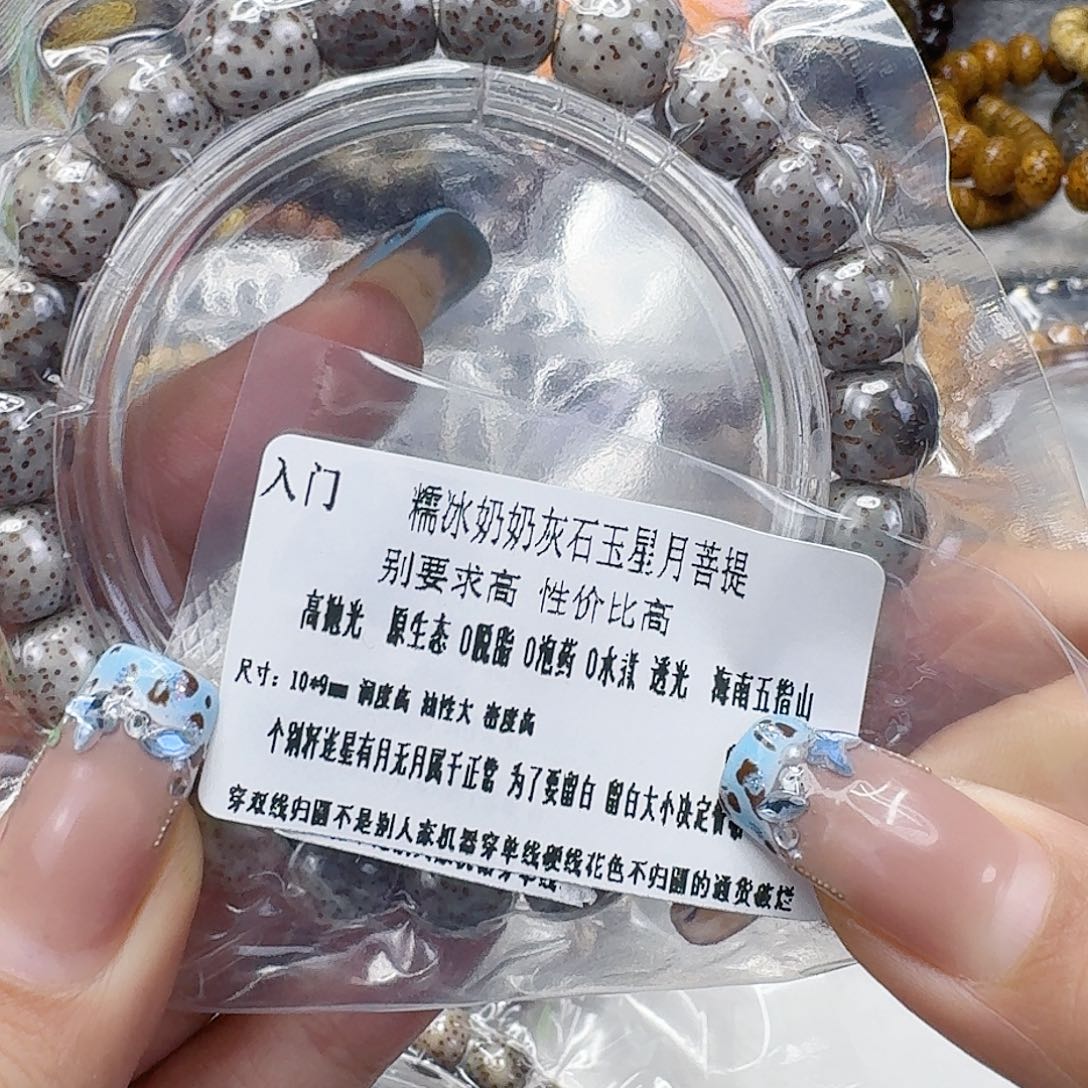 入门
糯冰奶奶灰石玉星月菩提
别要求高 性价比高
高抛光 原生态 0脱脂 0泡药 0水煮 透光 海南五指山
尺寸：10*9mm 润度高 油性大 密度高
个别歼连星有月无月属于正常 为了要留白 留白大小决定
穿双线归圆不是别人家机器穿单线硬线花色不归圆的通货破烂